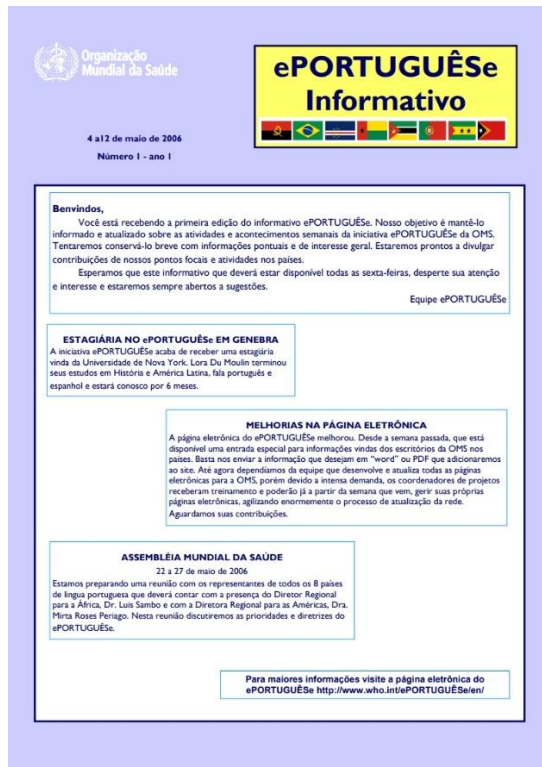 Organização
Mundial da Saúde
ePORTUGUÊSe
Informativo
4 a12 de maio de 2006
Número 1 - ano 1
Benvindos,
Você está recebendo a primeira edição do informativo ePORTUGUÊSe. Nosso objetivo é mantê-lo
informado e atualizado sobre as atividades e acontecimentos semanais da iniciativa ePORTUGUÊSe da OMS.
Tentaremos conservá-lo breve com informações pontuais e de interesse geral. Estaremos prontos a divulgar
contribuições de nossos pontos focais e atividades nos países.
Esperamos que este informativo que deverá estar disponível todas as sexta-feiras, desperte sua atenção
e interesse e estaremos sempre abertos a sugestões.
Equipe ePORTUGUÊSe
ESTAGIÁRIA NO ePORTUGUÊSe EM GENEBRA
A iniciativa ePORTUGUÊSe acaba de receber uma estagiária
vinda da Universidade de Nova York. Lora Du Moulin terminou
seus estudos em História e América Latina, fala português e
espanhol e estará conosco por 6 meses.
MELHORIAS NA PÁGINA ELETRÔNICA
A página eletrônica do ePORTUGUÊSe melhorou. Desde a semana passada, que está
disponível uma entrada especial para informações vindas dos escritórios da OMS nos
países. Basta nos enviar a informação que desejam em “word” ou PDF que adicionaremos
ao site. Até agora dependíamos da equipe que desenvolve e atualiza todas as páginas
eletrônicas para a OMS, porém devido a intensa demanda, os coordenadores de projetos
receberam treinamento e poderão já a partir da semana que vem, gerir suas próprias
páginas eletrônicas, agilizando enormemente o processo de atualização da rede.
Aguardamos suas contribuições.
ASSEMBLÉIA MUNDIAL DA SAÚDE
22 a 27 de maio de 2006
Estamos preparando uma reunião com os representantes de todos os 8 países
de lingua portuguesa que deverá contar com a presença do Diretor Regional
para a África, Dr. Luis Sambo e com a Diretora Regional para as Américas, Dra.
Mirta Roses Periago. Nesta reunião discutiremos as prioridades e diretrizes do
ePORTUGUÊSe.
Para maiores informações visite a página eletrônica do
ePORTUGUÊSe http://www.who.int/ePORTUGUÊSe/en/